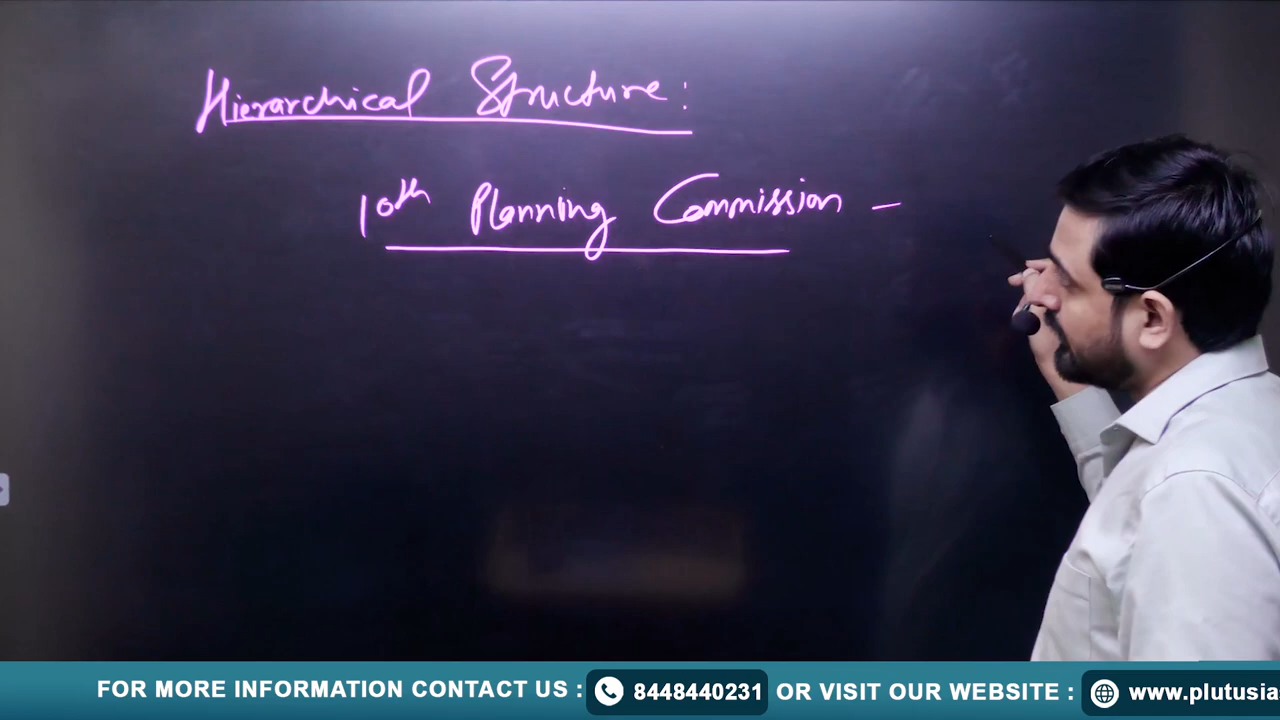 Hierarchical Structure:
10th Planning Commission -
FOR MORE INFORMATION CONTACT US : 8448440231 OR VISIT OUR WEBSITE : www.plutusia